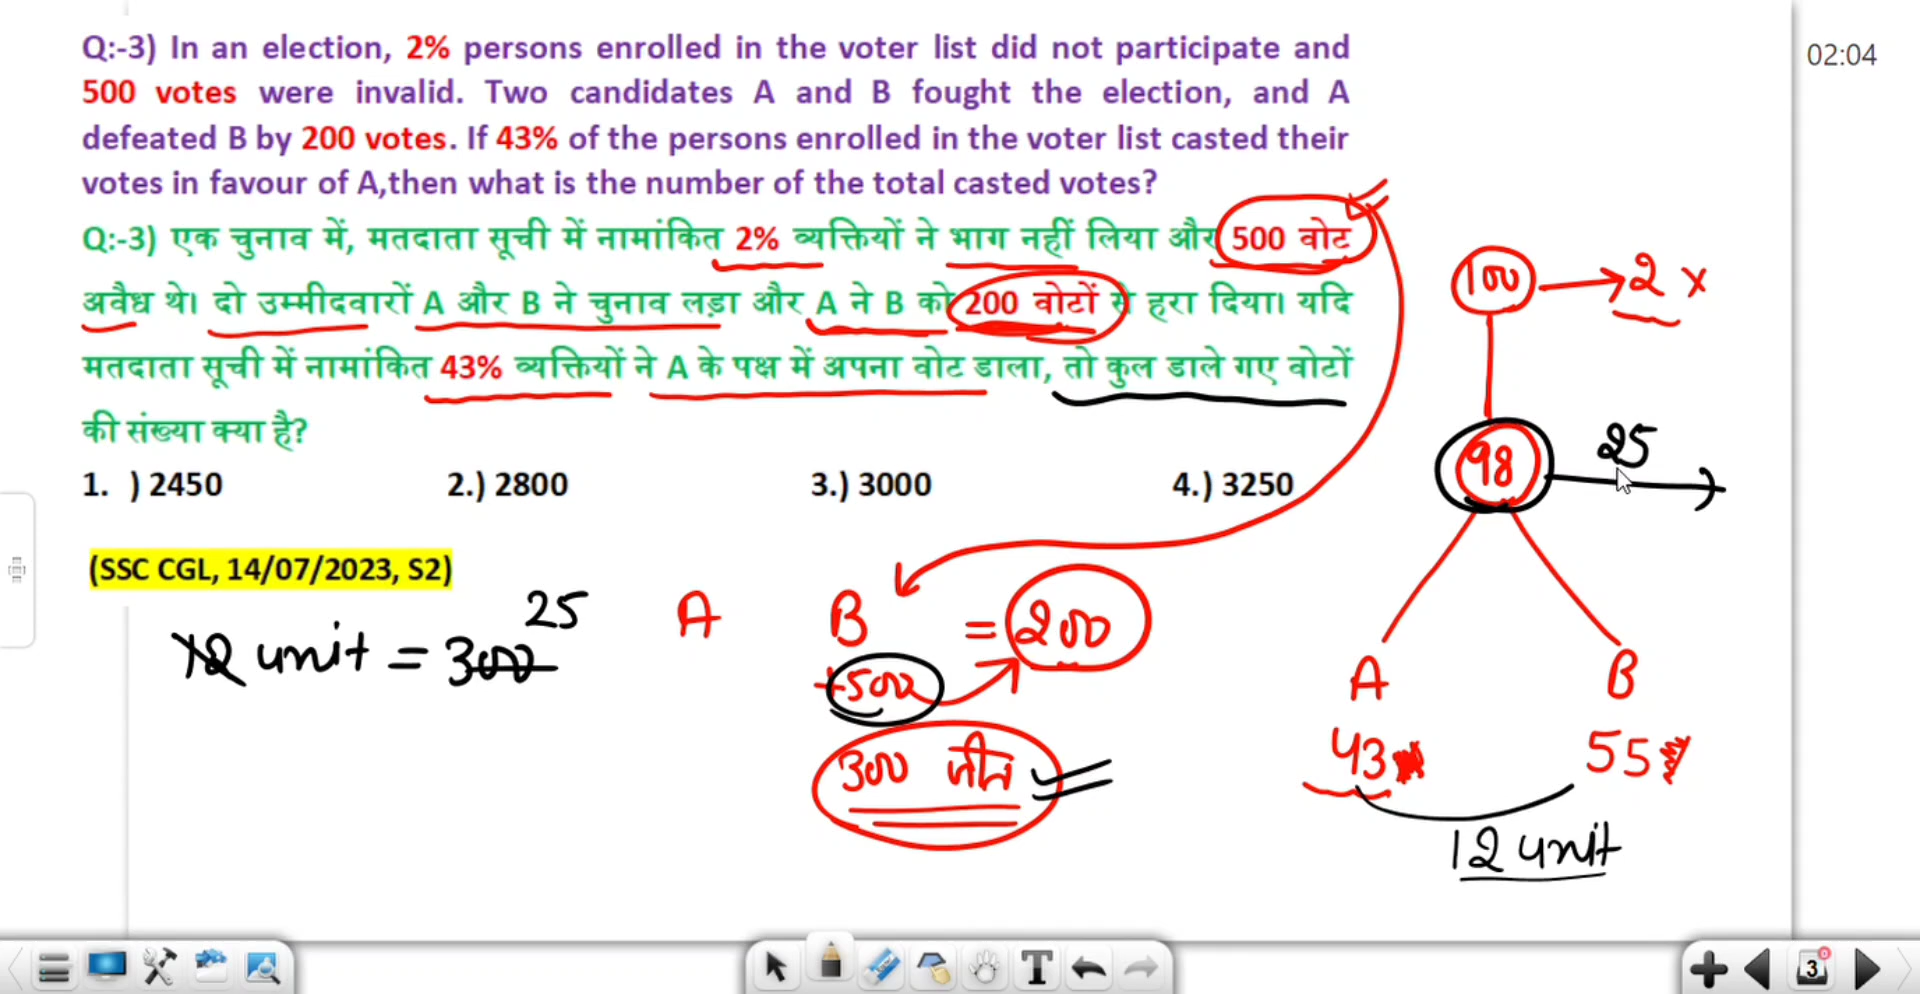 Q:-3) In an election, 2% persons enrolled in the voter list did not participate and
500 votes were invalid. Two candidates A and B fought the election, and A
defeated B by 200 votes. If 43% of the persons enrolled in the voter list casted their
votes in favour of A,then what is the number of the total casted votes?
Q:-3) एक चुनाव में, मतदाता सूची में नामांकित 2% व्यक्तियों ने भाग नहीं लिया और 500 वोट
अवैध थे। दो उम्मीदवारों A और B ने चुनाव लड़ा और A ने B को 200 वोटों से हरा दिया। यदि
मतदाता सूची में नामांकित 43% व्यक्तियों ने A के पक्ष में अपना वोट डाला, तो कुल डाले गए वोटों
की संख्या क्या है?
1. ) 2450 2.) 2800 3.) 3000 4.) 3250
(SSC CGL, 14/07/2023, S2)
25
12 unit = 300
A B = 200
+500
300
02:04
100 → 2 x
98 25
A B
43 55
12 unit
T
3